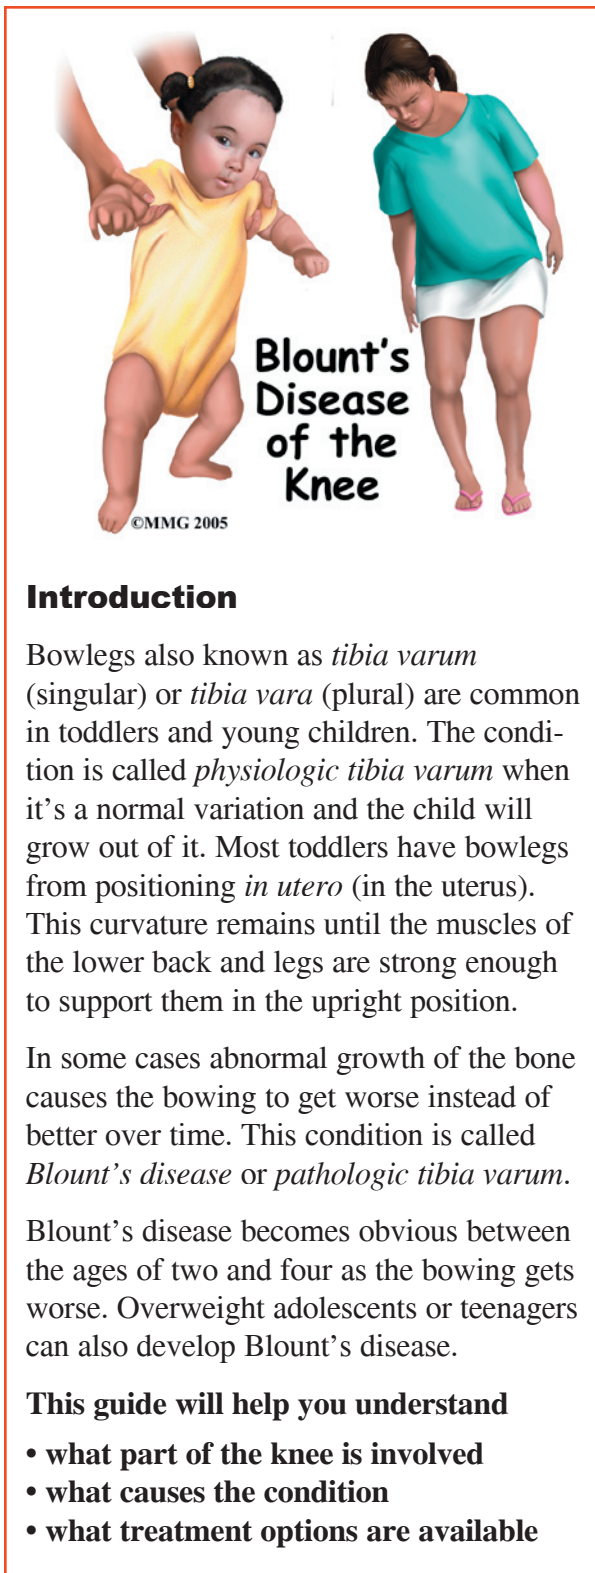 Blount's
Disease
of the
Knee
©MMG 2005
Introduction
Bowlegs also known as tibia varum
(singular) or tibia vara (plural) are common
in toddlers and young children. The condi-
tion is called physiologic tibia varum when
it's a normal variation and the child will
grow out of it. Most toddlers have bowlegs
from positioning in utero (in the uterus).
This curvature remains until the muscles of
the lower back and legs are strong enough
to support them in the upright position.
In some cases abnormal growth of the bone
causes the bowing to get worse instead of
better over time. This condition is called
Blount's disease or pathologic tibia varum.
Blount's disease becomes obvious between
the ages of two and four as the bowing gets
worse. Overweight adolescents or teenagers
can also develop Blount's disease.
This guide will help you understand
• what part of the knee is involved
• what causes the condition
• what treatment options are available